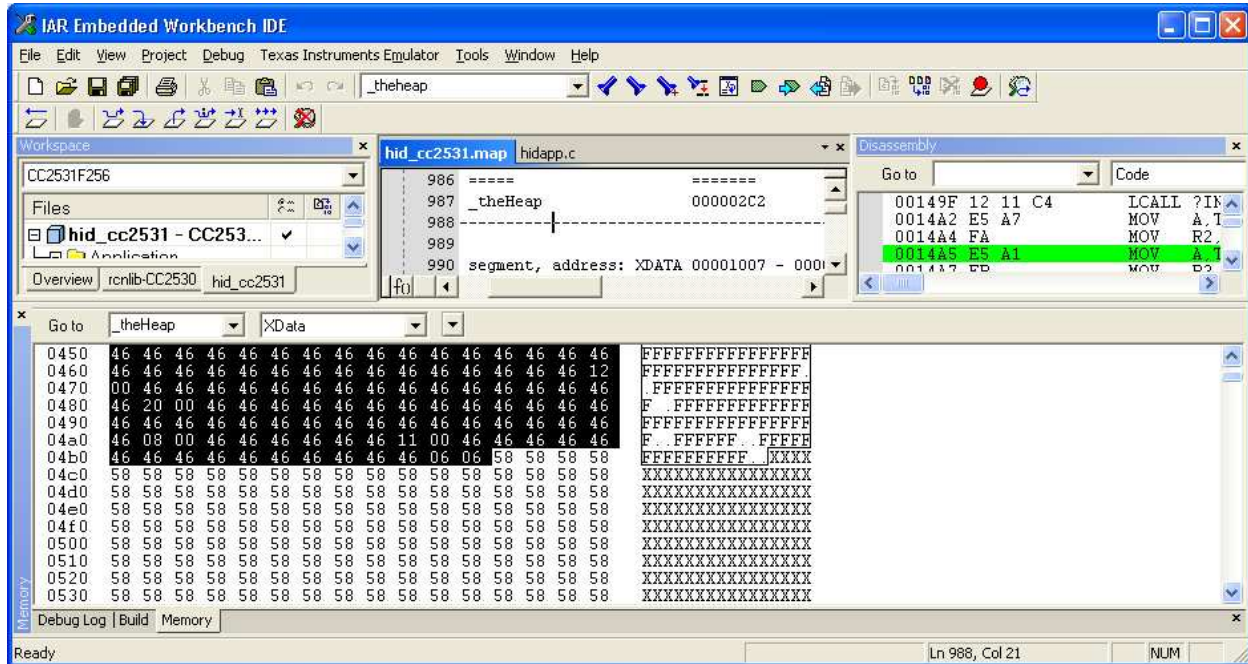 IAR Embedded Workbench IDE
File Edit View Project Debug Texas Instruments Emulator Tools Window Help
_theheap
Workspace
CC2531F256
Files
hid_cc2531 - CC253...
Application
Overview rcnlib-CC2530 hid_cc2531
hid_cc2531.map hidapp.c
986 ===== =======
987 _theHeap 000002C2
988 ----------------------------------------
989
990 segment, address: XDATA 00001007 - 000
f()
Disassembly
Go to Code
00149F 12 11 C4 LCALL ?IN
0014A2 E5 A7 MOV A,T
0014A4 FA MOV R2,
0014A5 E5 A1 MOV A,T
0014A7 FB MOV R3,
Go to _theHeap XData
0450 46 46 46 46 46 46 46 46 46 46 46 46 46 46 46 46 FFFFFFFFFFFFFFFF
0460 46 46 46 46 46 46 46 46 46 46 46 46 46 46 46 12 FFFFFFFFFFFFFFF.
0470 00 46 46 46 46 46 46 46 46 46 46 46 46 46 46 46 .FFFFFFFFFFFFFFF
0480 46 20 00 46 46 46 46 46 46 46 46 46 46 46 46 46 F .FFFFFFFFFFFFF
0490 46 46 46 46 46 46 46 46 46 46 46 46 46 46 46 46 FFFFFFFFFFFFFFFF
04a0 46 08 00 46 46 46 46 46 46 11 00 46 46 46 46 46 F..FFFFFF..FFFFF
04b0 46 46 46 46 46 46 46 46 46 46 06 06 58 58 58 58 FFFFFFFFFF..XXXX
04c0 58 58 58 58 58 58 58 58 58 58 58 58 58 58 58 58 XXXXXXXXXXXXXXXX
04d0 58 58 58 58 58 58 58 58 58 58 58 58 58 58 58 58 XXXXXXXXXXXXXXXX
04e0 58 58 58 58 58 58 58 58 58 58 58 58 58 58 58 58 XXXXXXXXXXXXXXXX
04f0 58 58 58 58 58 58 58 58 58 58 58 58 58 58 58 58 XXXXXXXXXXXXXXXX
0500 58 58 58 58 58 58 58 58 58 58 58 58 58 58 58 58 XXXXXXXXXXXXXXXX
0510 58 58 58 58 58 58 58 58 58 58 58 58 58 58 58 58 XXXXXXXXXXXXXXXX
0520 58 58 58 58 58 58 58 58 58 58 58 58 58 58 58 58 XXXXXXXXXXXXXXXX
0530 58 58 58 58 58 58 58 58 58 58 58 58 58 58 58 58 XXXXXXXXXXXXXXXX
Memory
Debug Log | Build Memory
Ready Ln 988, Col 21 NUM